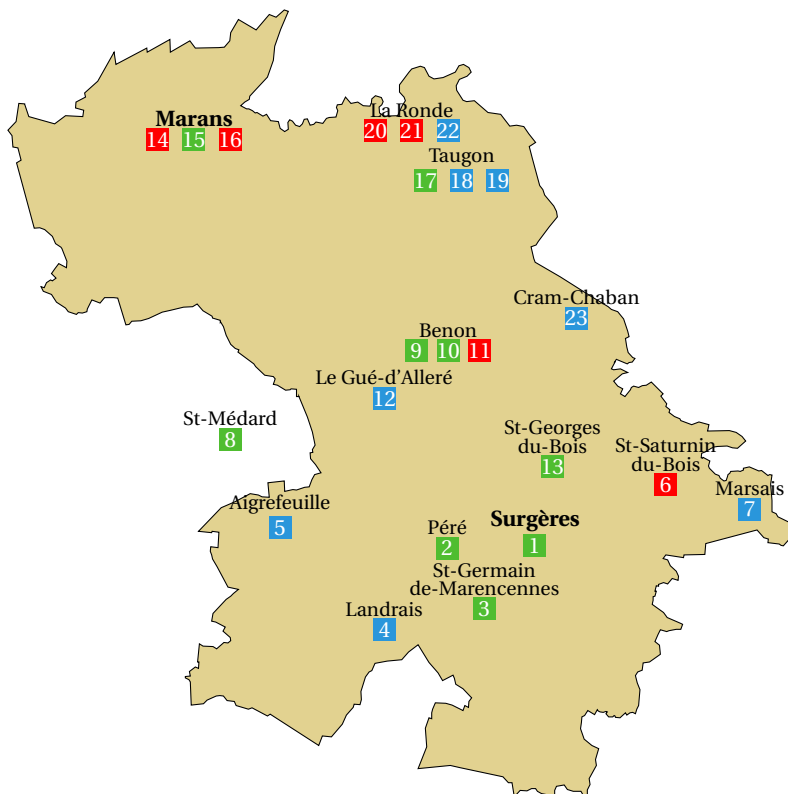 La Ronde
20 21 22
Marans
14 15 16
Taugon
17 18 19
Cram-Chaban
23
Benon
9 10 11
Le Gué-d'Alleré
12
St-Médard
8
St-Georges
du-Bois
13
St-Saturnin
du-Bois
6
Marsais
7
Aigrefeuille
5
Surgères
1
Péré
2
St-Germain
de-Marencennes
3
Landrais
4